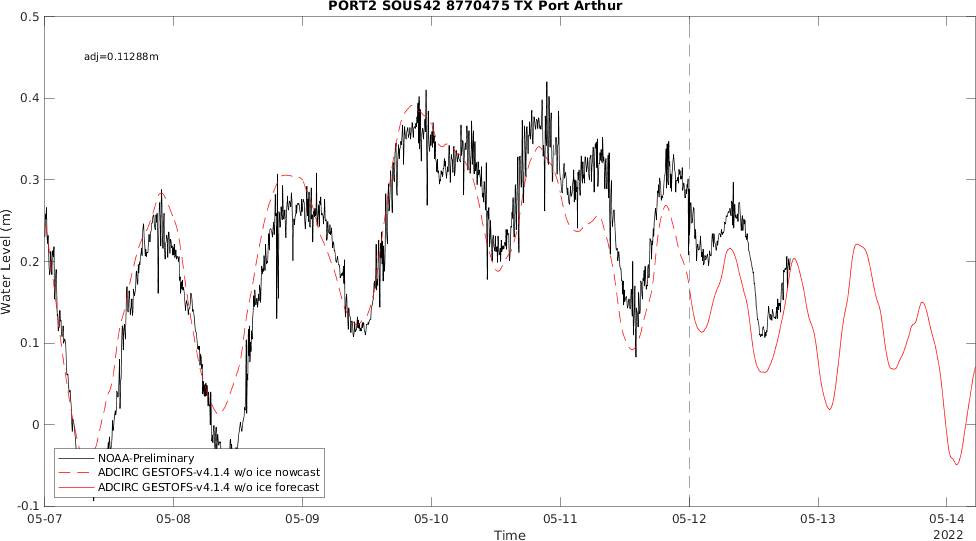 PORT2 SOUS42 8770475 TX Port Arthur
adj=0.11288m
0.5
0.4
0.3
0.2
0.1
0
-0.1
Water Level (m)
NOAA-Preliminary
ADCIRC GESTOFS-v4.1.4 w/o ice nowcast
ADCIRC GESTOFS-v4.1.4 w/o ice forecast
05-07 05-08 05-09 05-10 05-11 05-12 05-13 05-14
Time
2022